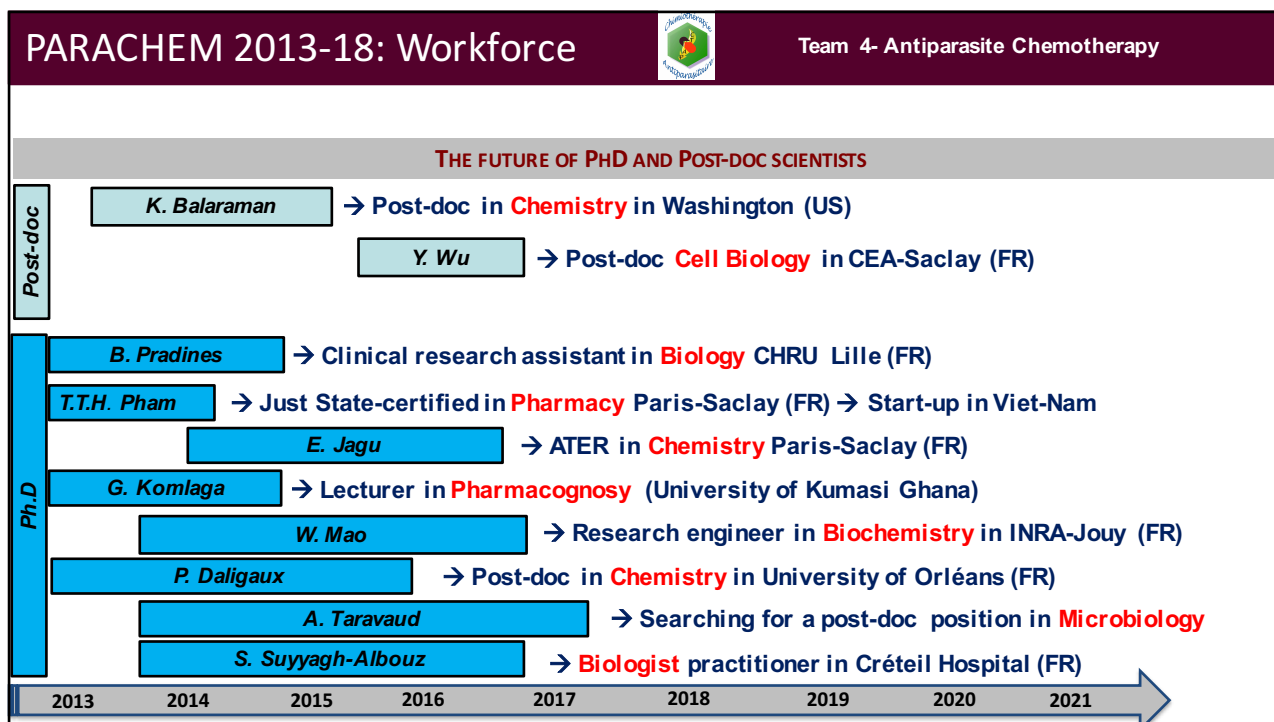 PARACHEM 2013-18: Workforce
Chimiothérapie
Antiparasitaire
Team 4- Antiparasite Chemotherapy
THE FUTURE OF PHD AND POST-DOC SCIENTISTS
Post-doc
K. Balaraman → Post-doc in Chemistry in Washington (US)
Y. Wu → Post-doc Cell Biology in CEA-Saclay (FR)
Ph.D
B. Pradines → Clinical research assistant in Biology CHRU Lille (FR)
T.T.H. Pham → Just State-certified in Pharmacy Paris-Saclay (FR) → Start-up in Viet-Nam
E. Jagu → ATER in Chemistry Paris-Saclay (FR)
G. Komlaga → Lecturer in Pharmacognosy (University of Kumasi Ghana)
W. Mao → Research engineer in Biochemistry in INRA-Jouy (FR)
P. Daligaux → Post-doc in Chemistry in University of Orléans (FR)
A. Taravaud → Searching for a post-doc position in Microbiology
S. Suyyagh-Albouz → Biologist practitioner in Créteil Hospital (FR)
2013 2014 2015 2016 2017 2018 2019 2020 2021